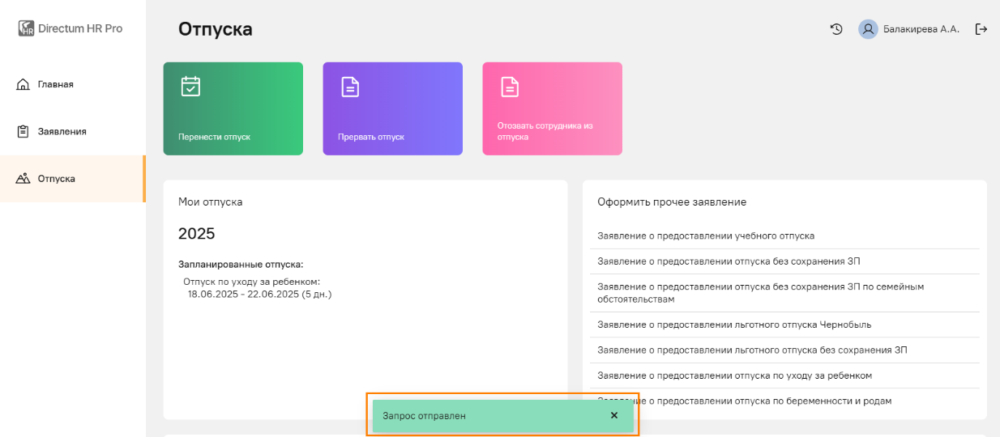 Directum HR Pro
Отпуска
Балакирева А.А.
Главная
Заявления
Отпуска
Перенести отпуск
Прервать отпуск
Отозвать сотрудника из
отпуска
Мои отпуска
2025
Запланированные отпуска:
Отпуск по уходу за ребенком:
18.06.2025 - 22.06.2025 (5 дн.)
Оформить прочее заявление
Заявление о предоставлении учебного отпуска
Заявление о предоставлении отпуска без сохранения ЗП
Заявление о предоставлении отпуска без сохранения ЗП по семейным
обстоятельствам
Заявление о предоставлении льготного отпуска Чернобыль
Заявление о предоставлении льготного отпуска без сохранения ЗП
Заявление о предоставлении отпуска по уходу за ребенком
Заявление о предоставлении отпуска по беременности и родам
Запрос отправлен